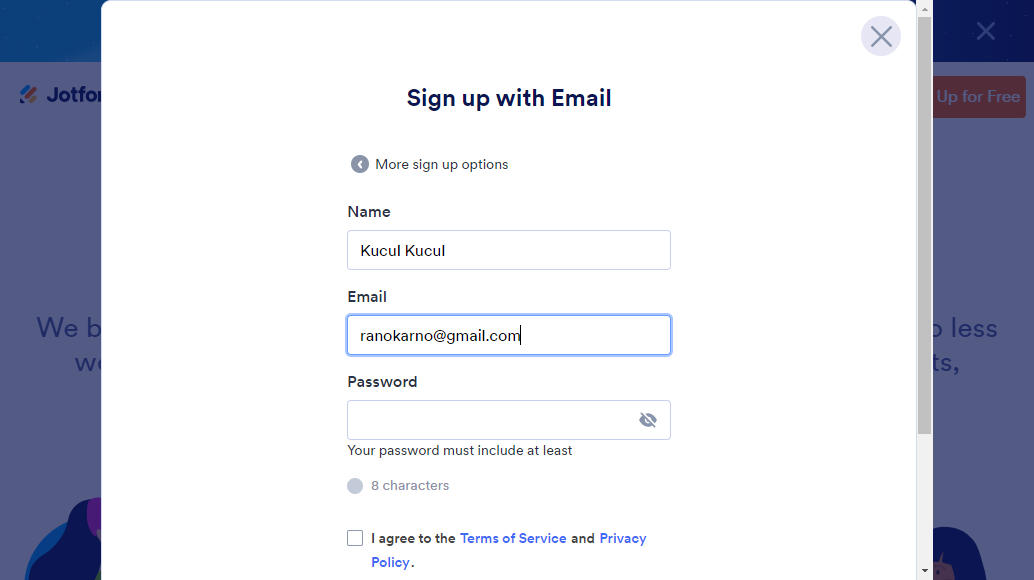 Jotfor
Up for Free
Sign up with Email
More sign up options
Name
Kucul Kucul
Email
ranokarno@gmail.com
Password
Your password must include at least
8 characters
I agree to the Terms of Service and Privacy
Policy.
We b
less
we
ts,